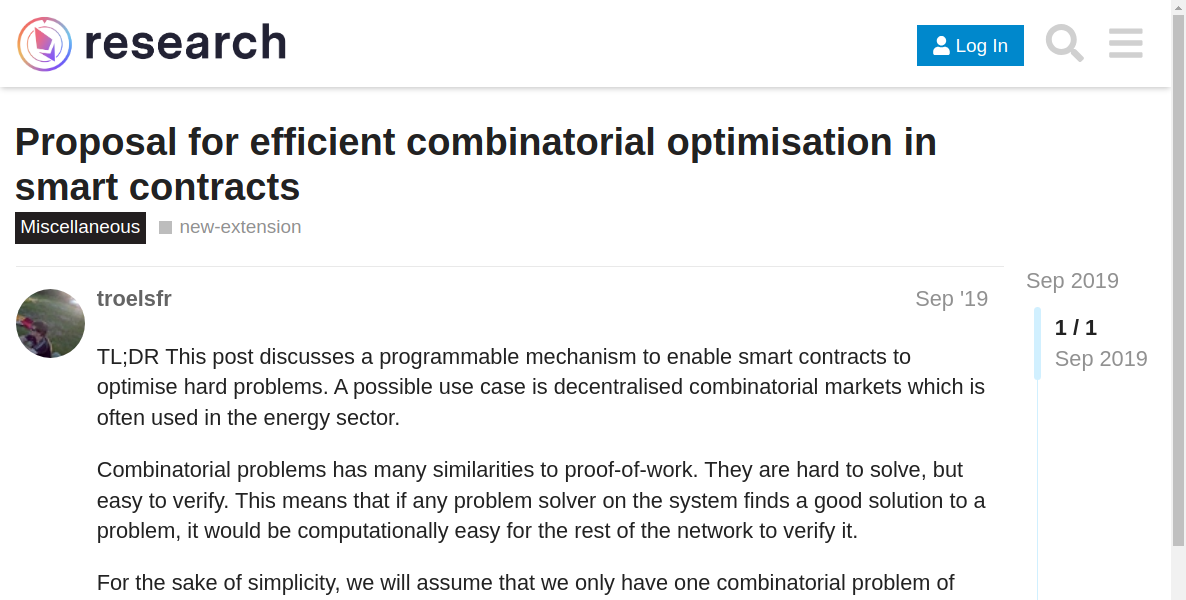 research
Log In
Proposal for efficient combinatorial optimisation in
smart contracts
Miscellaneous new-extension
troelsfr Sep '19
Sep 2019
1 / 1
Sep 2019
TL;DR This post discusses a programmable mechanism to enable smart contracts to
optimise hard problems. A possible use case is decentralised combinatorial markets which is
often used in the energy sector.
Combinatorial problems has many similarities to proof-of-work. They are hard to solve, but
easy to verify. This means that if any problem solver on the system finds a good solution to a
problem, it would be computationally easy for the rest of the network to verify it.
For the sake of simplicity, we will assume that we only have one combinatorial problem of